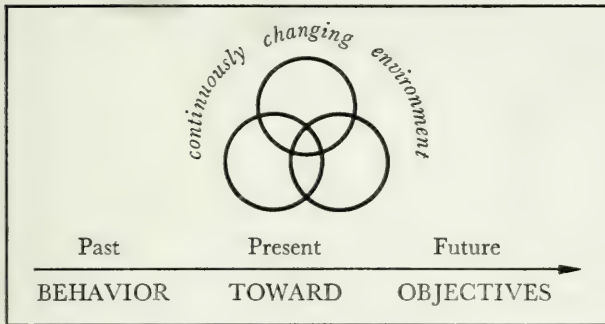 continuously changing environment
Past Present Future
BEHAVIOR TOWARD OBJECTIVES